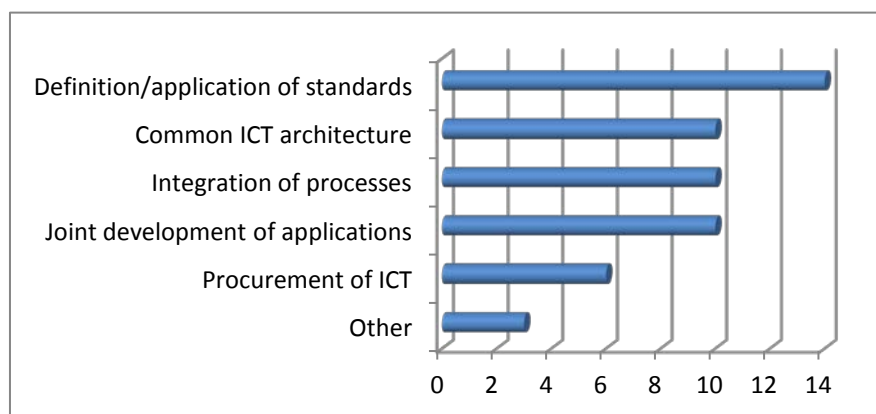 Definition/application of standards
Common ICT architecture
Integration of processes
Joint development of applications
Procurement of ICT
Other
0 2 4 6 8 10 12 14